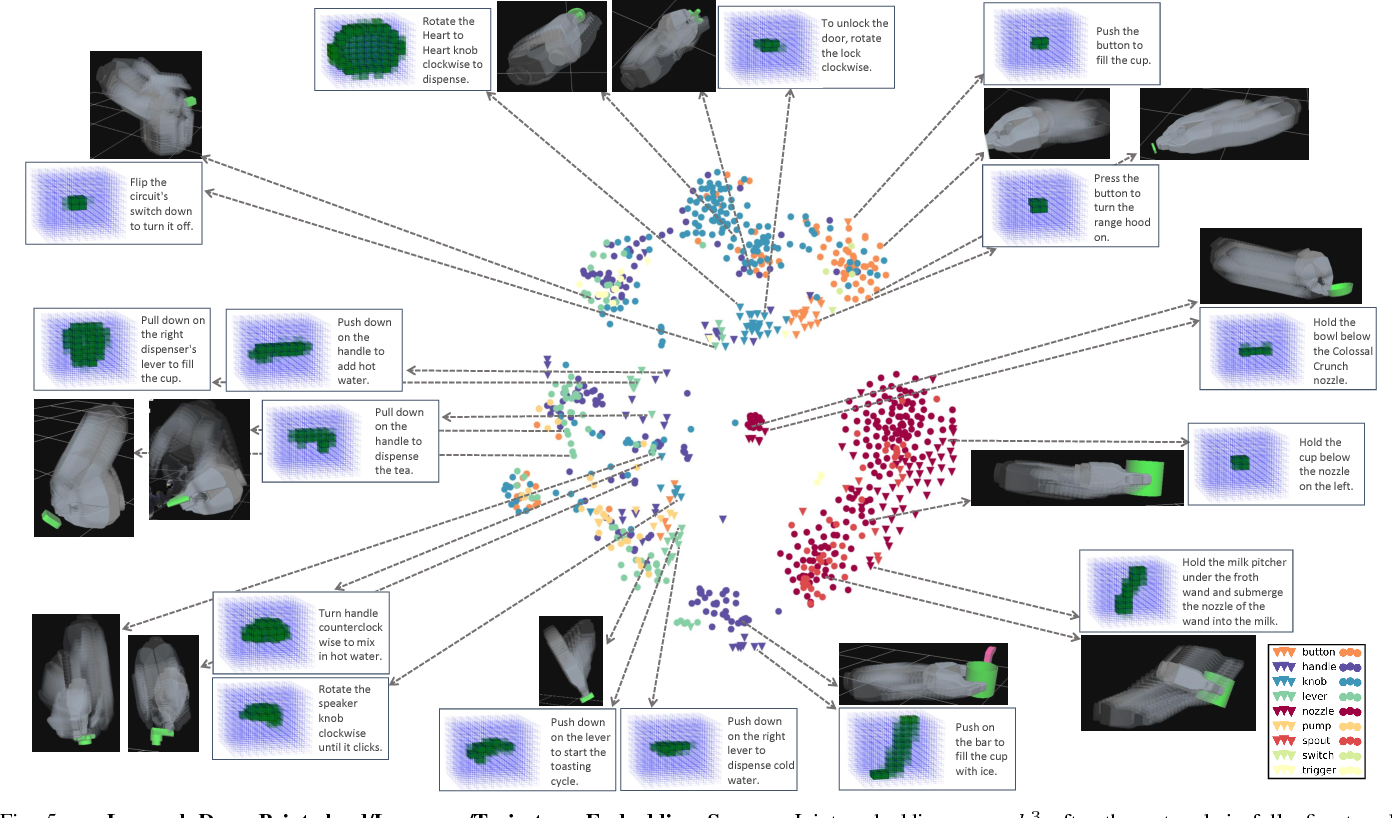 Rotate the
Heart to
Heart knob
clockwise to
dispense.
To unlock the
door, rotate
the lock
clockwise.
Push the
button to
fill the cup.
Flip the
circuit's
switch down
to turn it off.
Press the
button to
turn the
range hood
on.
Pull down on
the right
dispenser's
lever to fill
the cup.
Push down
on the
handle to
add hot
water.
Hold the
bowl below
the Colossal
Crunch
nozzle.
Pull down
on the
handle to
dispense
the tea.
Hold the
cup below
the nozzle
on the left.
Hold the milk pitcher
under the froth
wand and submerge
the nozzle of the
wand into the milk.
Turn handle
counterclock
wise to mix
in hot water.
Rotate the
speaker
knob
clockwise
until it clicks.
Push down
on the lever
to start the
toasting
cycle.
Push down
on the right
lever to
dispense cold
water.
Push on
the bar to
fill the cup
with ice.
button
handle
knob
lever
nozzle
pump
spout
switch
trigger